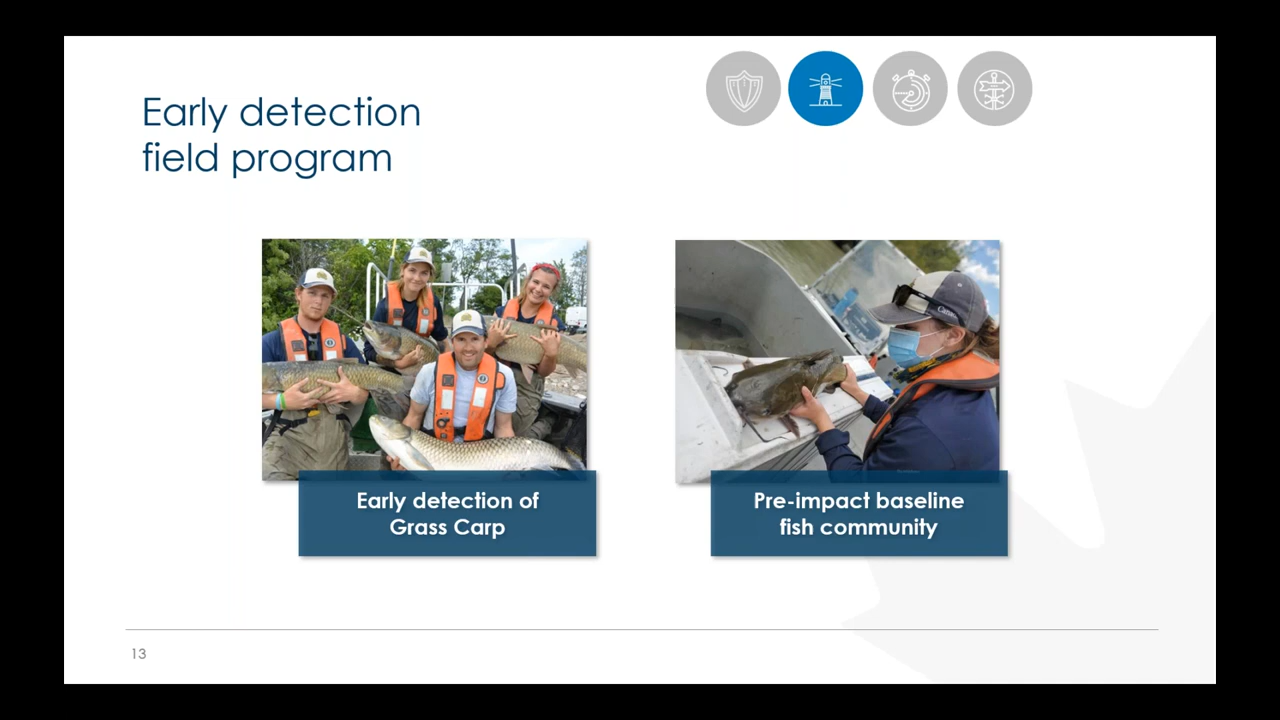 Early detection
field program
Early detection of
Grass Carp
Pre-impact baseline
fish community
13